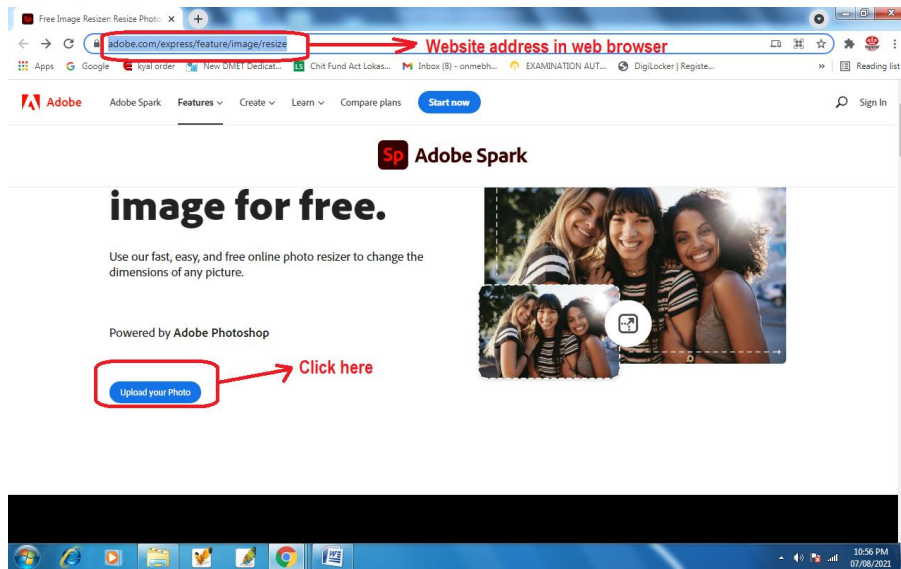 Free Image Resizer: Resize Photo
adobe.com/express/feature/image/resize
Website address in web browser
Apps Google kyal order New DMET Dedicat... LS Chit Fund Act Lokas... Inbox (8) - onmebh... EXAMINATION AUT... DigiLocker | Registe... » Reading list
Adobe Adobe Spark Features Create Learn Compare plans Start now Sign In
Sp Adobe Spark
image for free.
Use our fast, easy, and free online photo resizer to change the
dimensions of any picture.
Powered by Adobe Photoshop
Click here
Upload your Photo
10:56 PM
07/08/2021